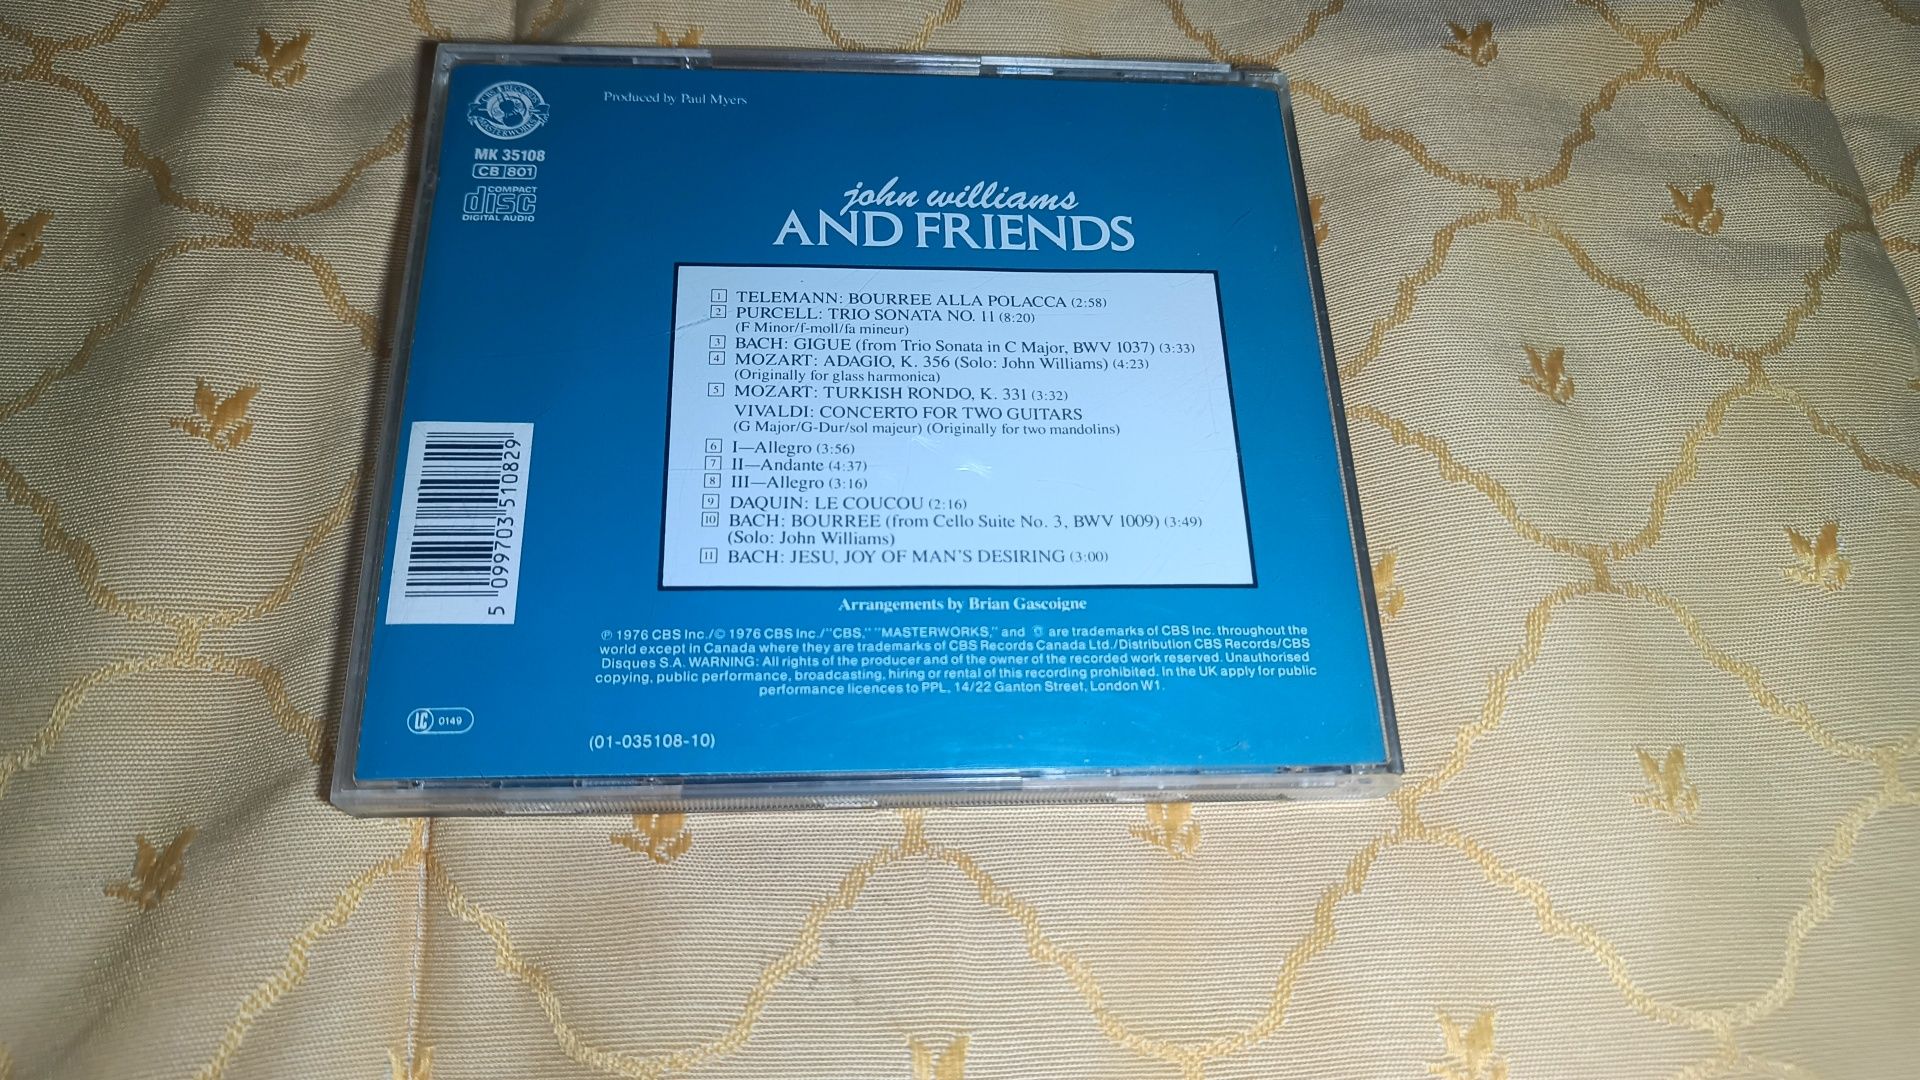 CBS RECORDS
MASTERWORKS
MK 35108
CB 801
COMPACT
disc
DIGITAL AUDIO
Produced by Paul Myers
john williams
AND FRIENDS
1 TELEMANN: BOURREE ALLA POLACCA (2:58)
2 PURCELL: TRIO SONATA NO. 11 (8:20)
(F Minor/f-moll/fa mineur)
3 BACH: GIGUE (from Trio Sonata in C Major, BWV 1037) (3:33)
4 MOZART: ADAGIO, K. 356 (Solo: John Williams) (4:23)
(Originally for glass harmonica)
5 MOZART: TURKISH RONDO, K. 331 (3:32)
VIVALDI: CONCERTO FOR TWO GUITARS
(G Major/G-Dur/sol majeur) (Originally for two mandolins)
6 I—Allegro (3:56)
7 II—Andante (4:37)
8 III—Allegro (3:16)
9 DAQUIN: LE COUCOU (2:16)
10 BACH: BOURREE (from Cello Suite No. 3, BWV 1009) (3:49)
(Solo: John Williams)
11 BACH: JESU, JOY OF MAN'S DESIRING (3:00)
Arrangements by Brian Gascoigne
℗ 1976 CBS Inc./© 1976 CBS Inc./"CBS," "MASTERWORKS," and are trademarks of CBS Inc. throughout the
world except in Canada where they are trademarks of CBS Records Canada Ltd./Distribution CBS Records/CBS
Disques S.A. WARNING: All rights of the producer and of the owner of the recorded work reserved. Unauthorised
copying, public performance, broadcasting, hiring or rental of this recording prohibited. In the UK apply for public
performance licences to PPL, 14/22 Ganton Street, London W1.
5 099703 510829
LC 0149
(01-035108-10)